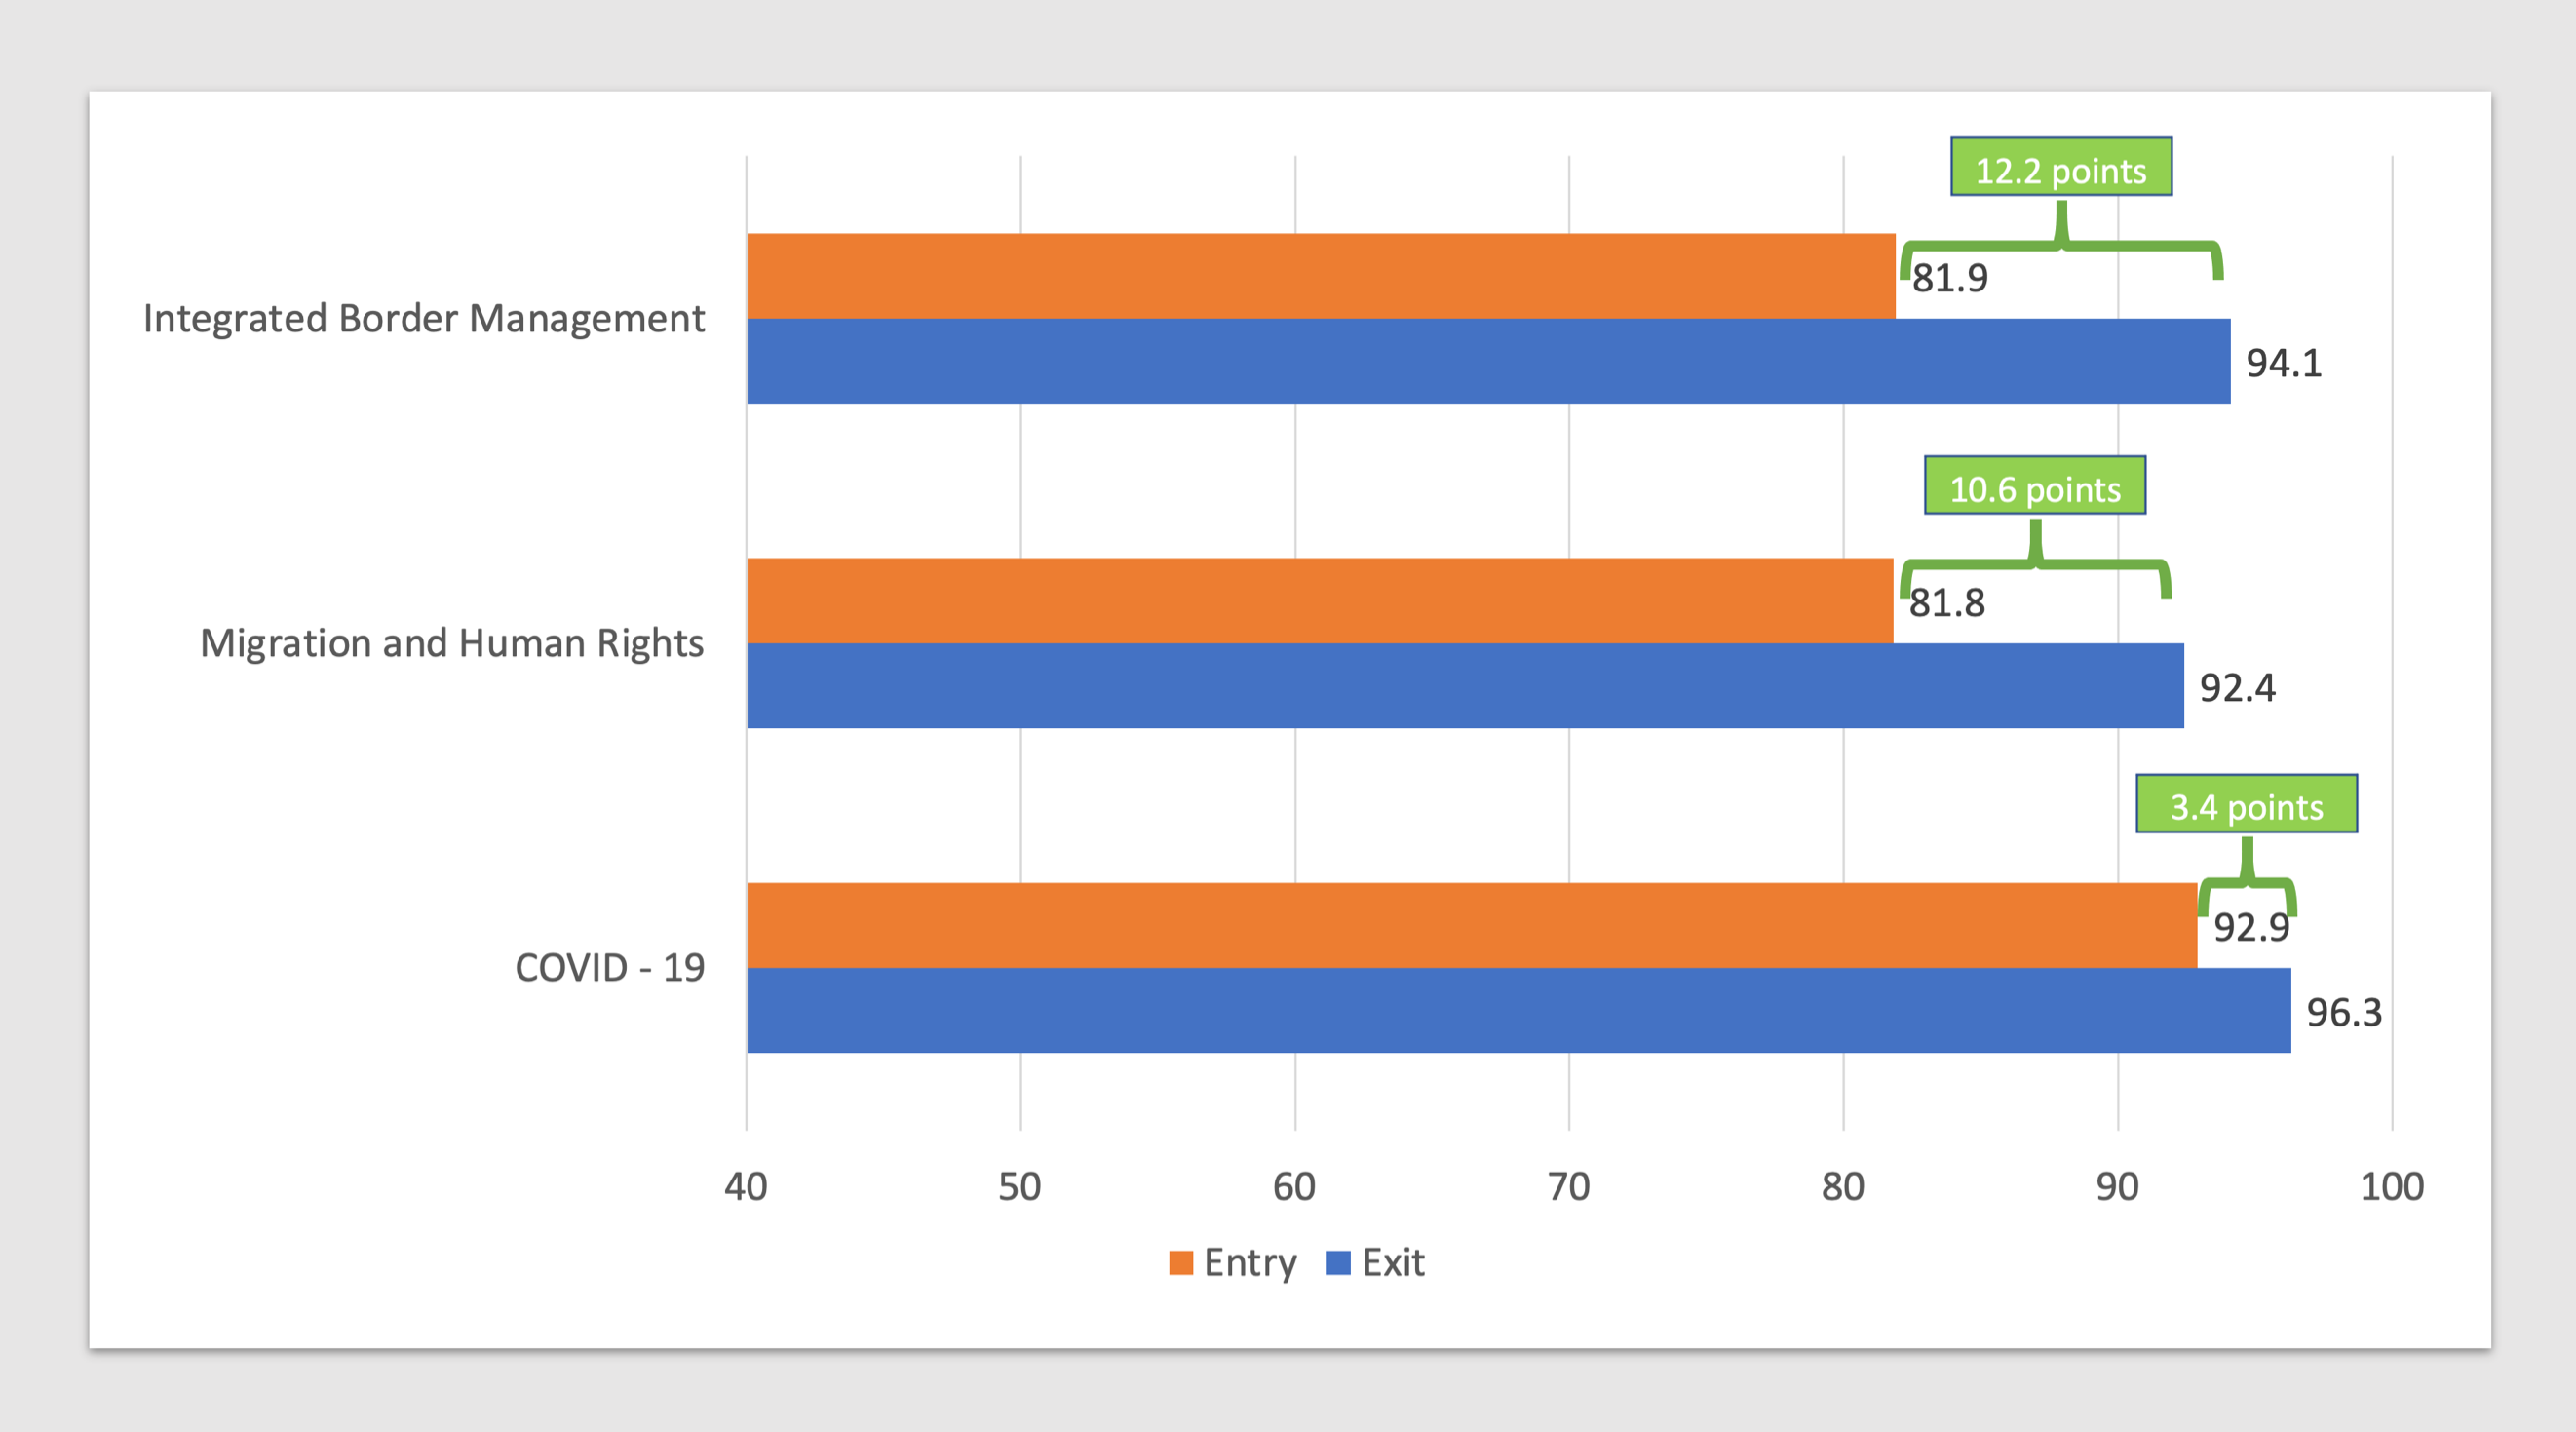 12.2 points
81.9
Integrated Border Management
94.1
10.6 points
81.8
Migration and Human Rights
92.4
3.4 points
92.9
COVID - 19
96.3
40 50 60 70 80 90 100
Entry Exit